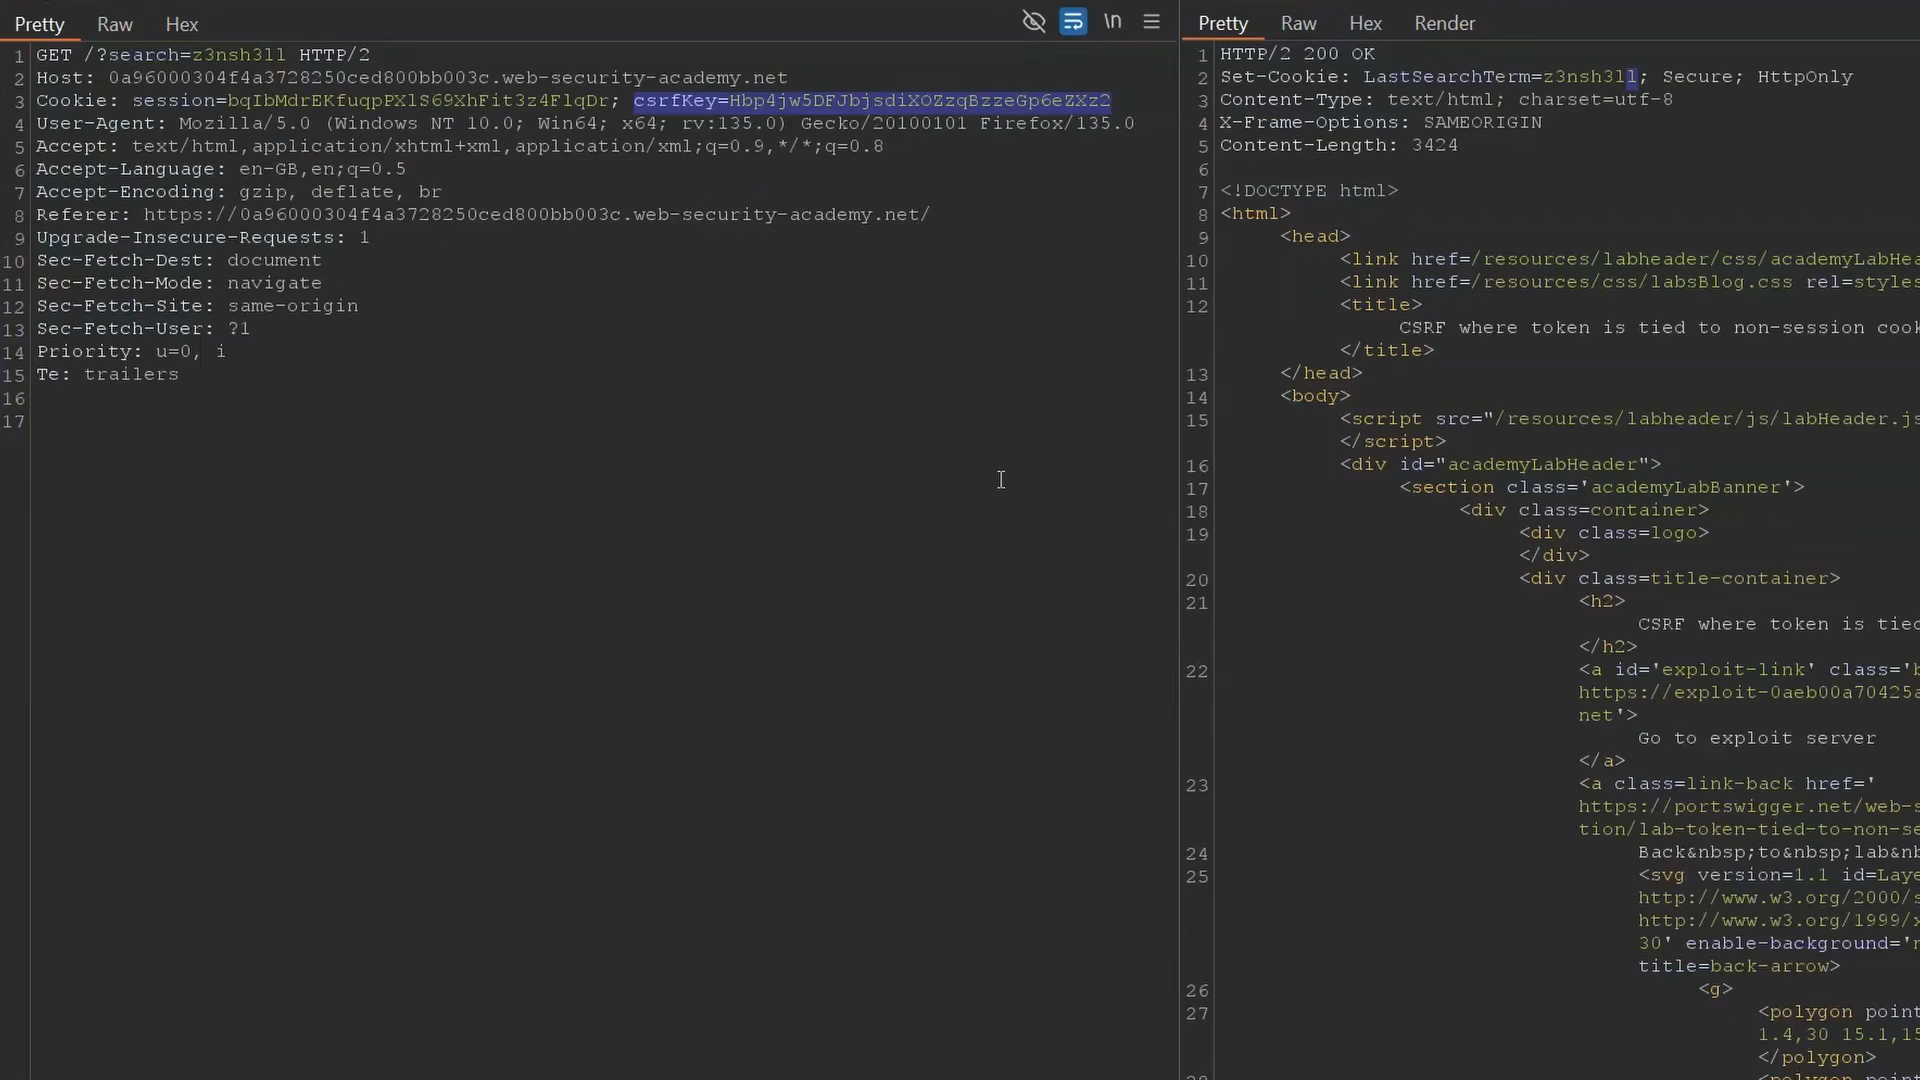 Pretty Raw Hex
\n
1 GET /?search=z3nsh3ll HTTP/2
2 Host: 0a96000304f4a3728250ced800bb003c.web-security-academy.net
3 Cookie: session=bqIbMdrEKfuqpPXlS69XhFit3z4FlqDr; csrfKey=Hbp4jw5DFJbjsdiXOZzqBzzeGp6eZXz2
4 User-Agent: Mozilla/5.0 (Windows NT 10.0; Win64; x64; rv:135.0) Gecko/20100101 Firefox/135.0
5 Accept: text/html,application/xhtml+xml,application/xml;q=0.9,*/*;q=0.8
6 Accept-Language: en-GB,en;q=0.5
7 Accept-Encoding: gzip, deflate, br
8 Referer: https://0a96000304f4a3728250ced800bb003c.web-security-academy.net/
9 Upgrade-Insecure-Requests: 1
10 Sec-Fetch-Dest: document
11 Sec-Fetch-Mode: navigate
12 Sec-Fetch-Site: same-origin
13 Sec-Fetch-User: ?1
14 Priority: u=0, i
15 Te: trailers
16
17
Pretty Raw Hex Render
1 HTTP/2 200 OK
2 Set-Cookie: LastSearchTerm=z3nsh3ll; Secure; HttpOnly
3 Content-Type: text/html; charset=utf-8
4 X-Frame-Options: SAMEORIGIN
5 Content-Length: 3424
6
7 <!DOCTYPE html>
8 <html>
9 <head>
10 <link href=/resources/labheader/css/academyLabHea
11 <link href=/resources/css/labsBlog.css rel=styles
12 <title>
CSRF where token is tied to non-session cook
</title>
13 </head>
14 <body>
15 <script src="/resources/labheader/js/labHeader.js
</script>
16 <div id="academyLabHeader">
17 <section class='academyLabBanner'>
18 <div class=container>
19 <div class=logo>
</div>
20 <div class=title-container>
21 <h2>
CSRF where token is tied
</h2>
22 <a id='exploit-link' class='b
https://exploit-0aeb00a70425a
net'>
Go to exploit server
</a>
23 <a class=link-back href='
https://portswigger.net/web-s
tion/lab-token-tied-to-non-se
24 Back&nbsp;to&nbsp;lab&nb
25 <svg version=1.1 id=Laye
http://www.w3.org/2000/s
http://www.w3.org/1999/x
30' enable-background='n
title=back-arrow>
26 <g>
27 <polygon point
1.4,30 15.1,15
</polygon>
28 <polygon point